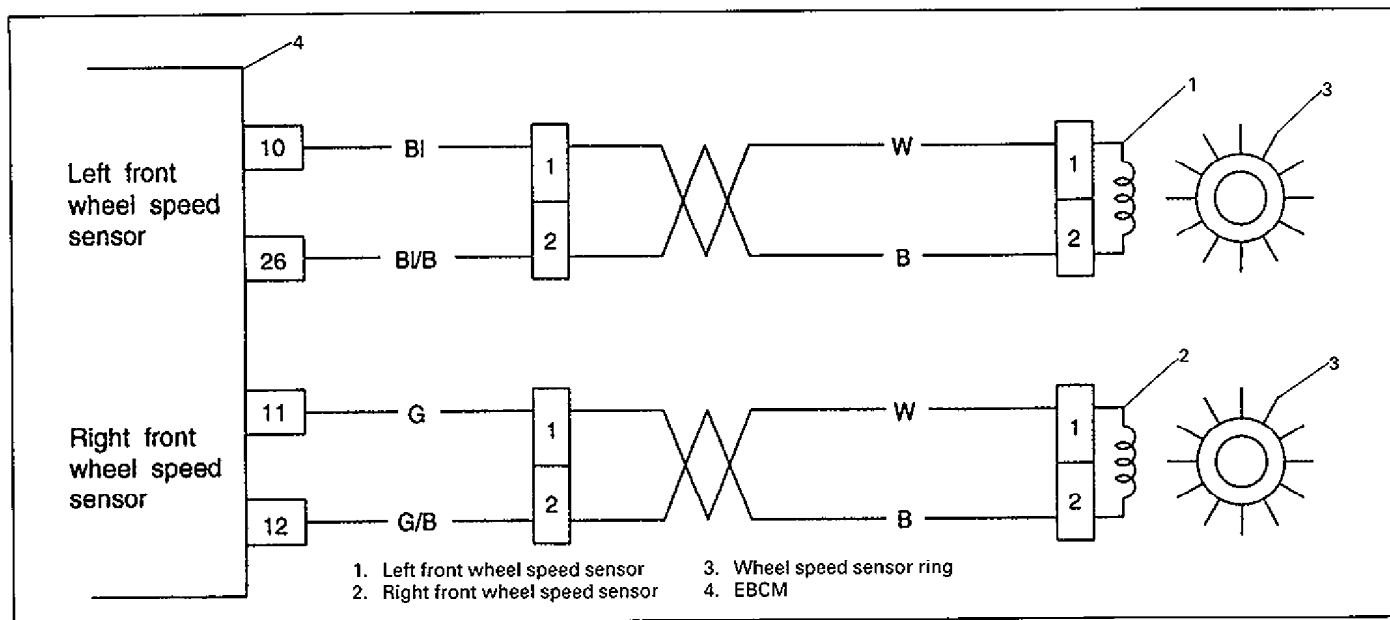 4
1
3
10
Bl
1
W
1
Left front
wheel speed
sensor
26
Bl/B
2
B
2
2
3
11
G
1
W
1
Right front
wheel speed
sensor
12
G/B
2
B
2
1. Left front wheel speed sensor
2. Right front wheel speed sensor
3. Wheel speed sensor ring
4. EBCM